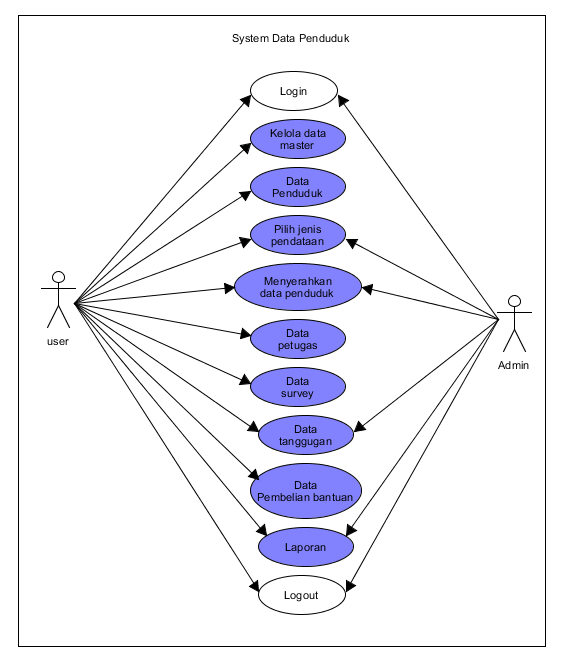 System Data Penduduk
Login
Kelola data
master
Data
Penduduk
Pilih jenis
pendataan
Menyerahkan
data penduduk
user
Data
petugas
Admin
Data
survey
Data
tanggugan
Data
Pembelian bantuan
Laporan
Logout